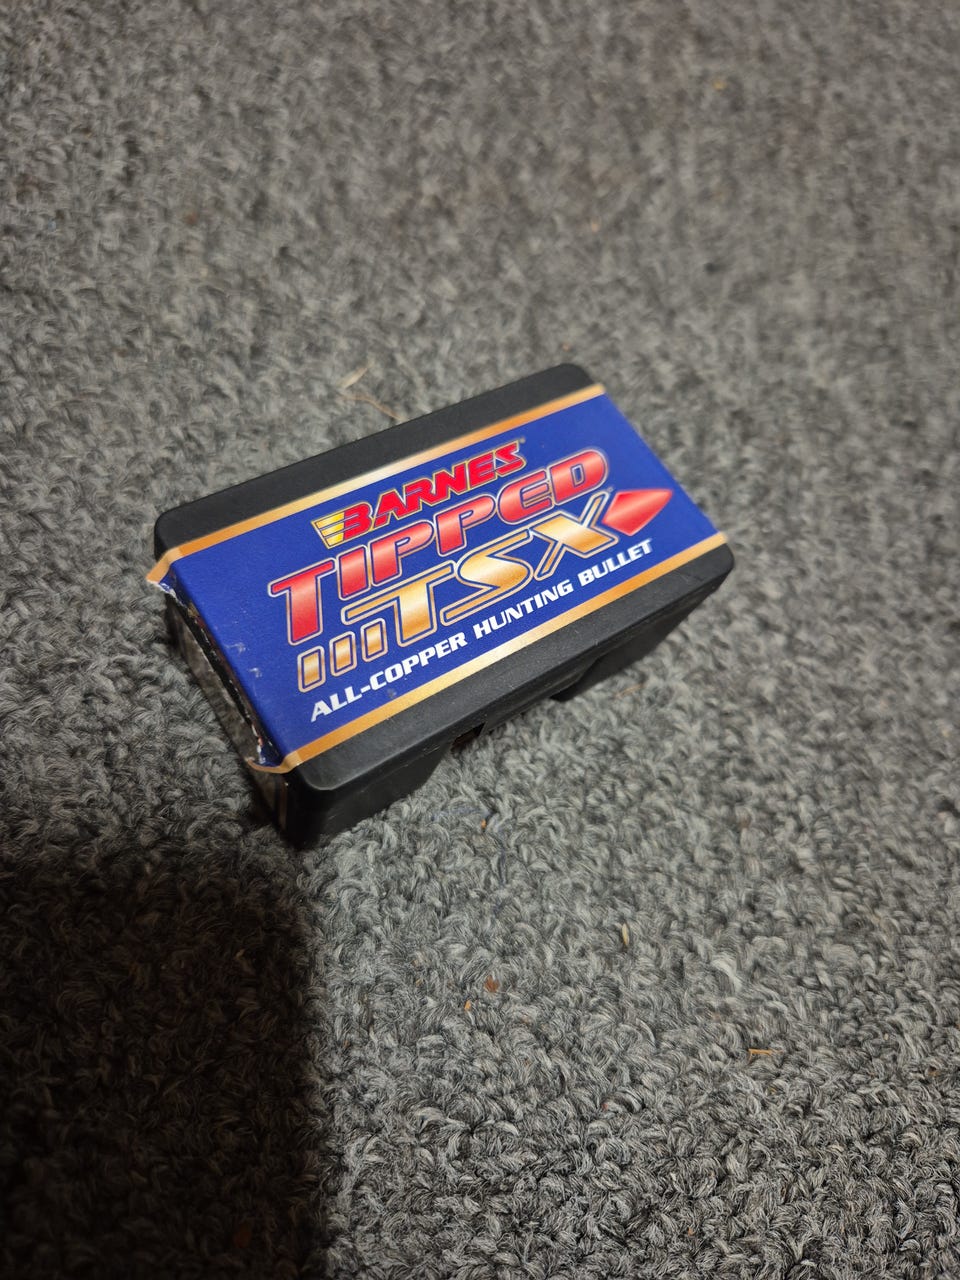 BARNES®
TIPPED
TSX
ALL-COPPER HUNTING BULLET